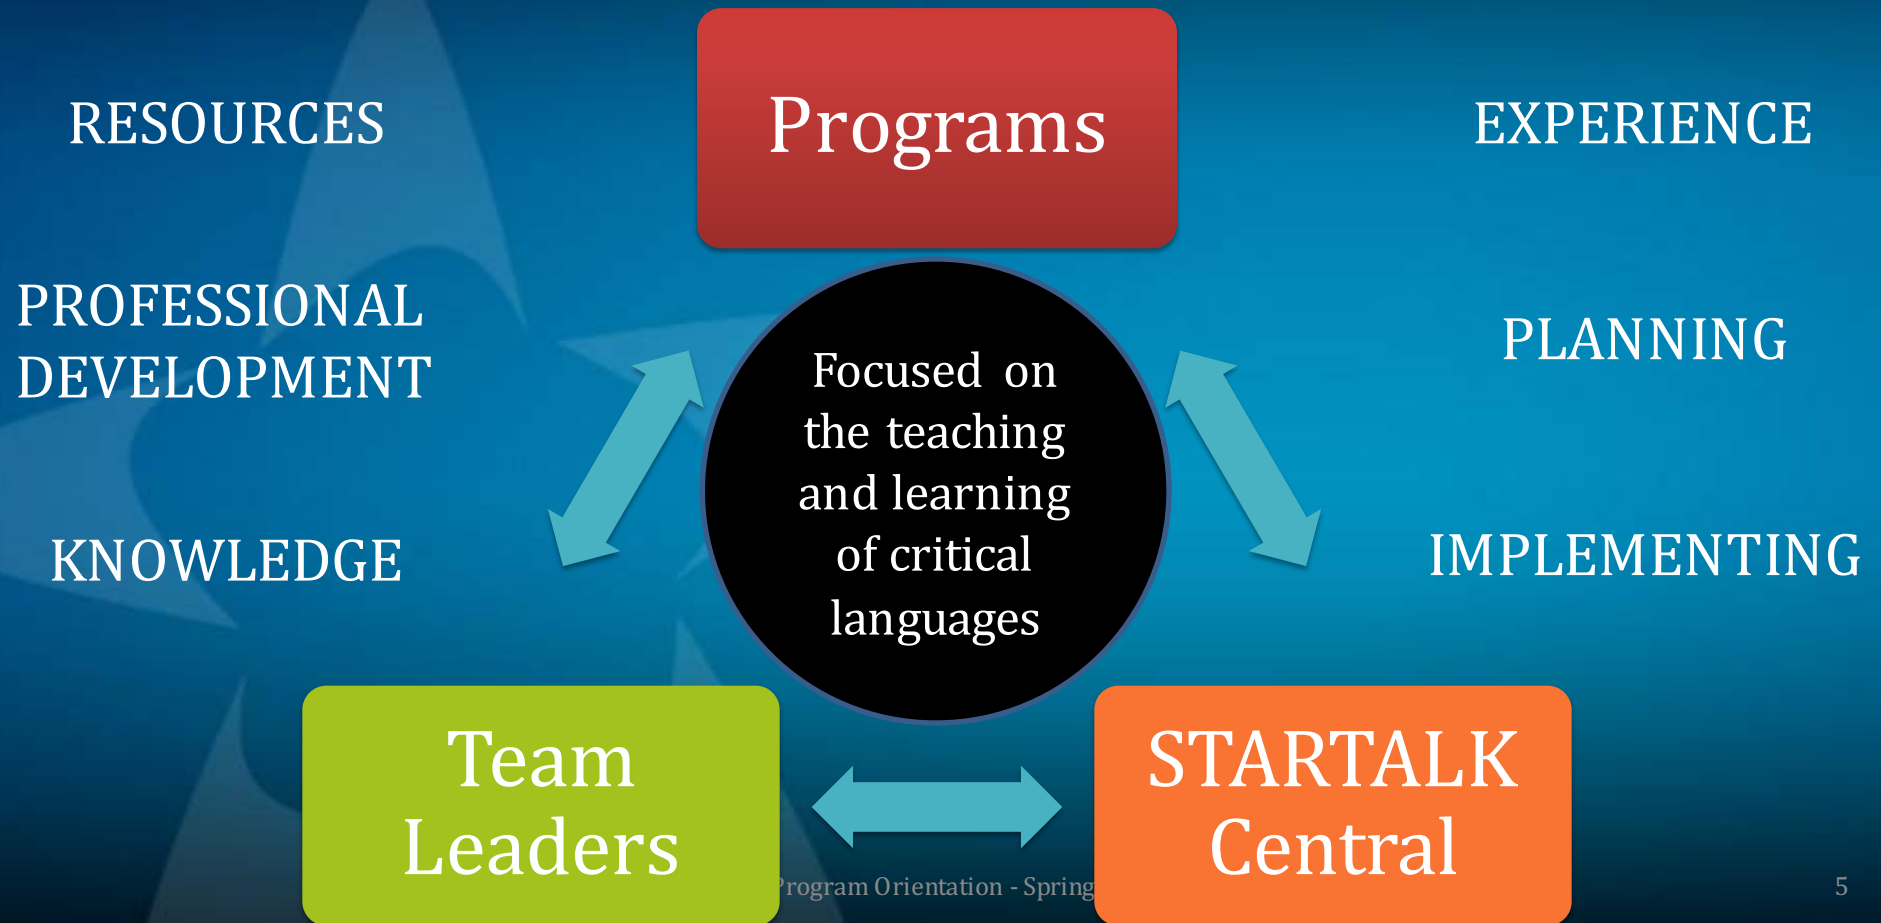 Programs
RESOURCES
PROFESSIONAL
DEVELOPMENT
KNOWLEDGE
EXPERIENCE
PLANNING
IMPLEMENTING
Focused on
the teaching
and learning
of critical
languages
Team
Leaders
STARTALK
Central
Program Orientation - Spring
5